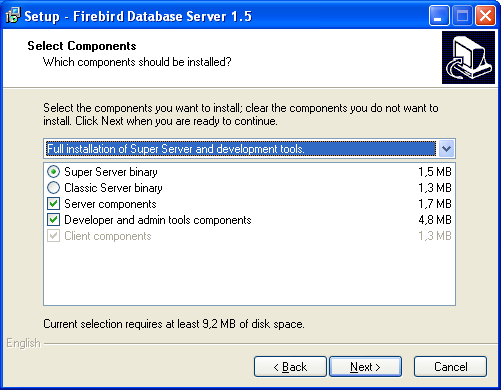 Setup - Firebird Database Server 1.5
Select Components
Which components should be installed?
Select the components you want to install; clear the components you do not want to
install. Click Next when you are ready to continue.
Full installation of Super Server and development tools.
Super Server binary 1,5 MB
Classic Server binary 1,3 MB
Server components 1,7 MB
Developer and admin tools components 4,8 MB
Client components 1,3 MB
Current selection requires at least 9,2 MB of disk space.
English
< Back Next > Cancel